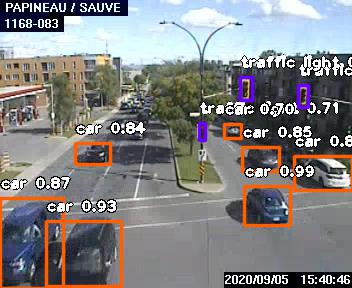 PAPINEAU / SAUVE
1168-083
traffic light 0
traffic
0.71
car 0.84
car 0.85
car 0.8
car 0.99
car 0.87
car 0.93
2020/09/05 15:40:46